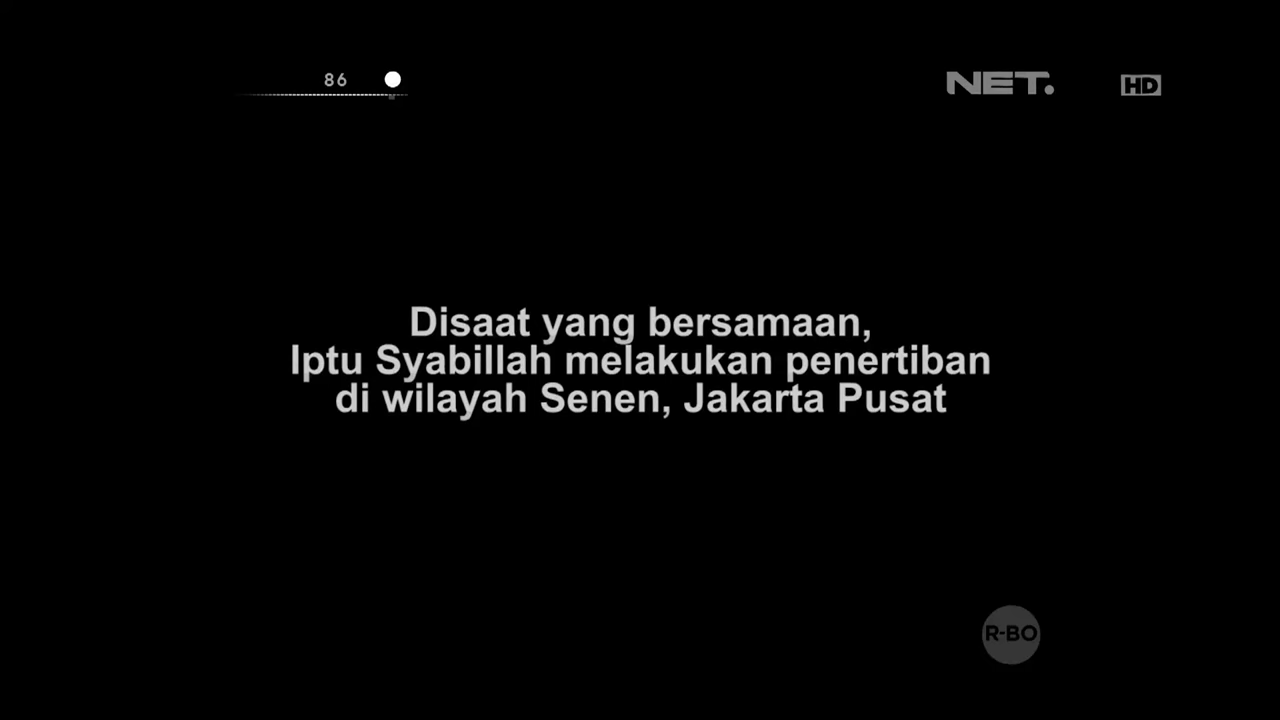 86
NET.
HD
Disaat yang bersamaan,
Iptu Syabillah melakukan penertiban
di wilayah Senen, Jakarta Pusat
R-BO